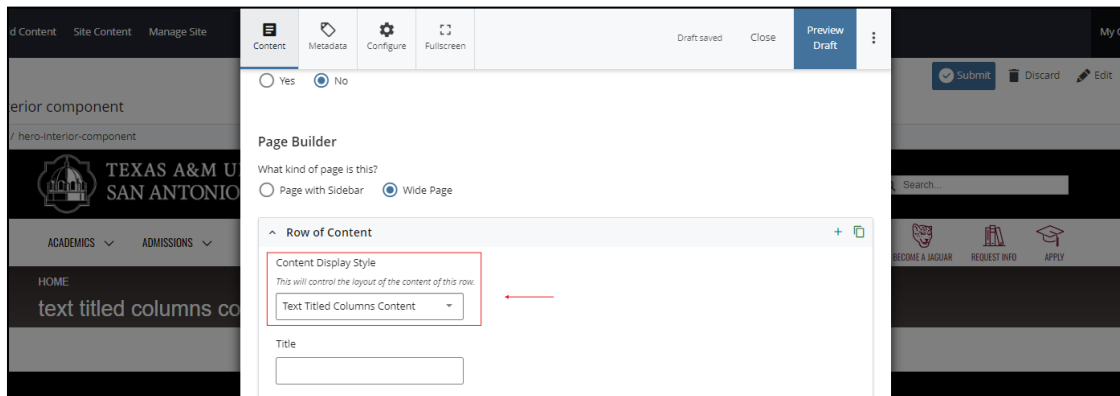 d Content Site Content Manage Site
Content Metadata Configure Fullscreen
Draft saved Close Preview Draft
My
Yes No
Submit Discard Edit
erior component
/ hero-interior-component
Page Builder
TEXAS A&M U
SAN ANTONIO
What kind of page is this?
Page with Sidebar Wide Page
Search...
Row of Content
ACADEMICS ADMISSIONS
BECOME A JAGUAR REQUEST INFO APPLY
Content Display Style
This will control the layout of the content of this row.
Text Titled Columns Content
HOME
text titled columns co
Title